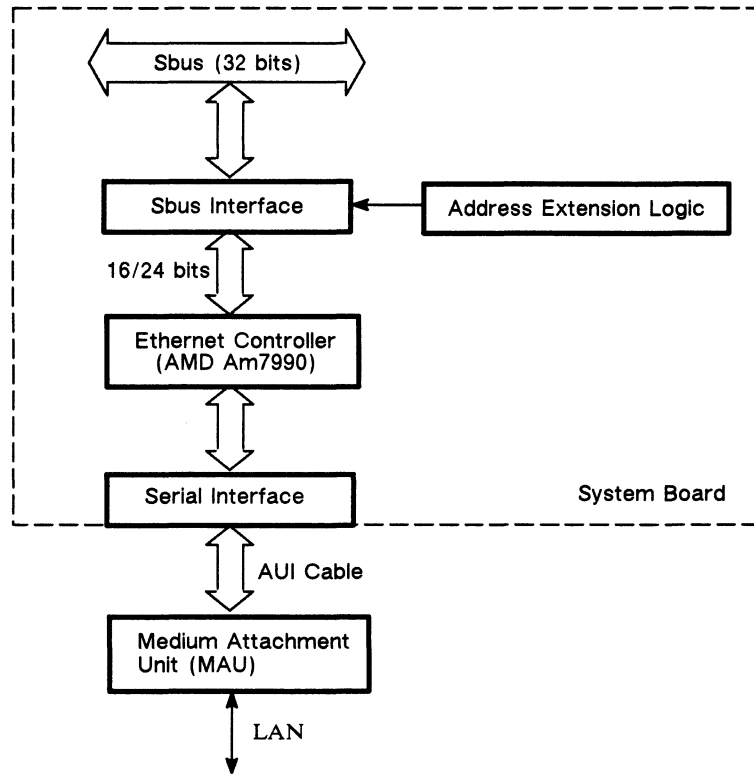 Sbus (32 bits)
Sbus Interface
Address Extension Logic
16/24 bits
Ethernet Controller
(AMD Am7990)
Serial Interface
System Board
AUI Cable
Medium Attachment
Unit (MAU)
LAN